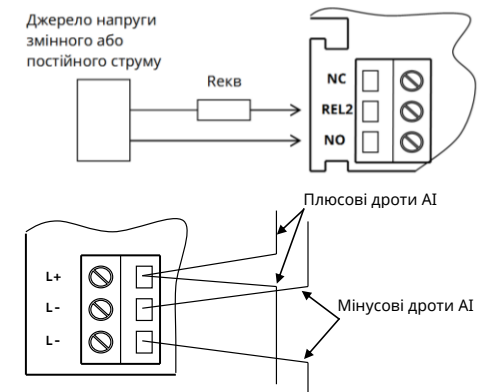 Джерело напруги
змінного або
постійного струму
Rекв
NC
REL2
NO
Плюсові дроти AI
L+
L-
L-
Мінусові дроти AI